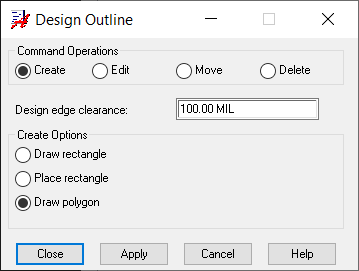 Design Outline
Command Operations
Create Edit Move Delete
Design edge clearance: 100.00 MIL
Create Options
Draw rectangle
Place rectangle
Draw polygon
Close Apply Cancel Help